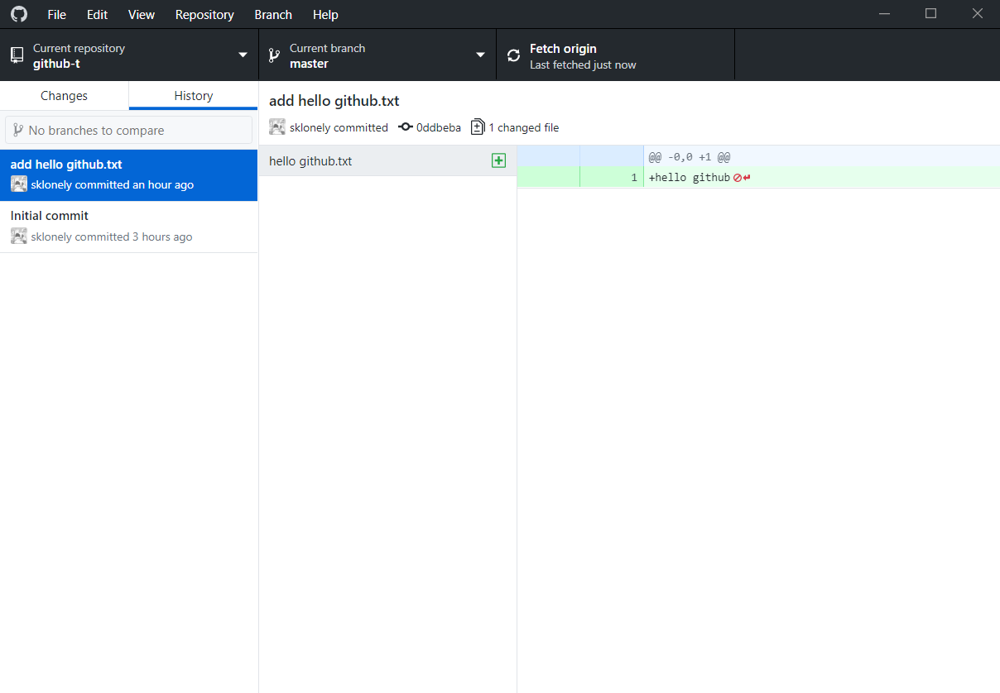 File Edit View Repository Branch Help
Current repository
github-t
Current branch
master
Fetch origin
Last fetched just now
Changes
History
No branches to compare
add hello github.txt
sklonely committed an hour ago
Initial commit
sklonely committed 3 hours ago
add hello github.txt
sklonely committed 0ddbeba 1 changed file
hello github.txt
@@ -0,0 +1 @@
1 +hello github